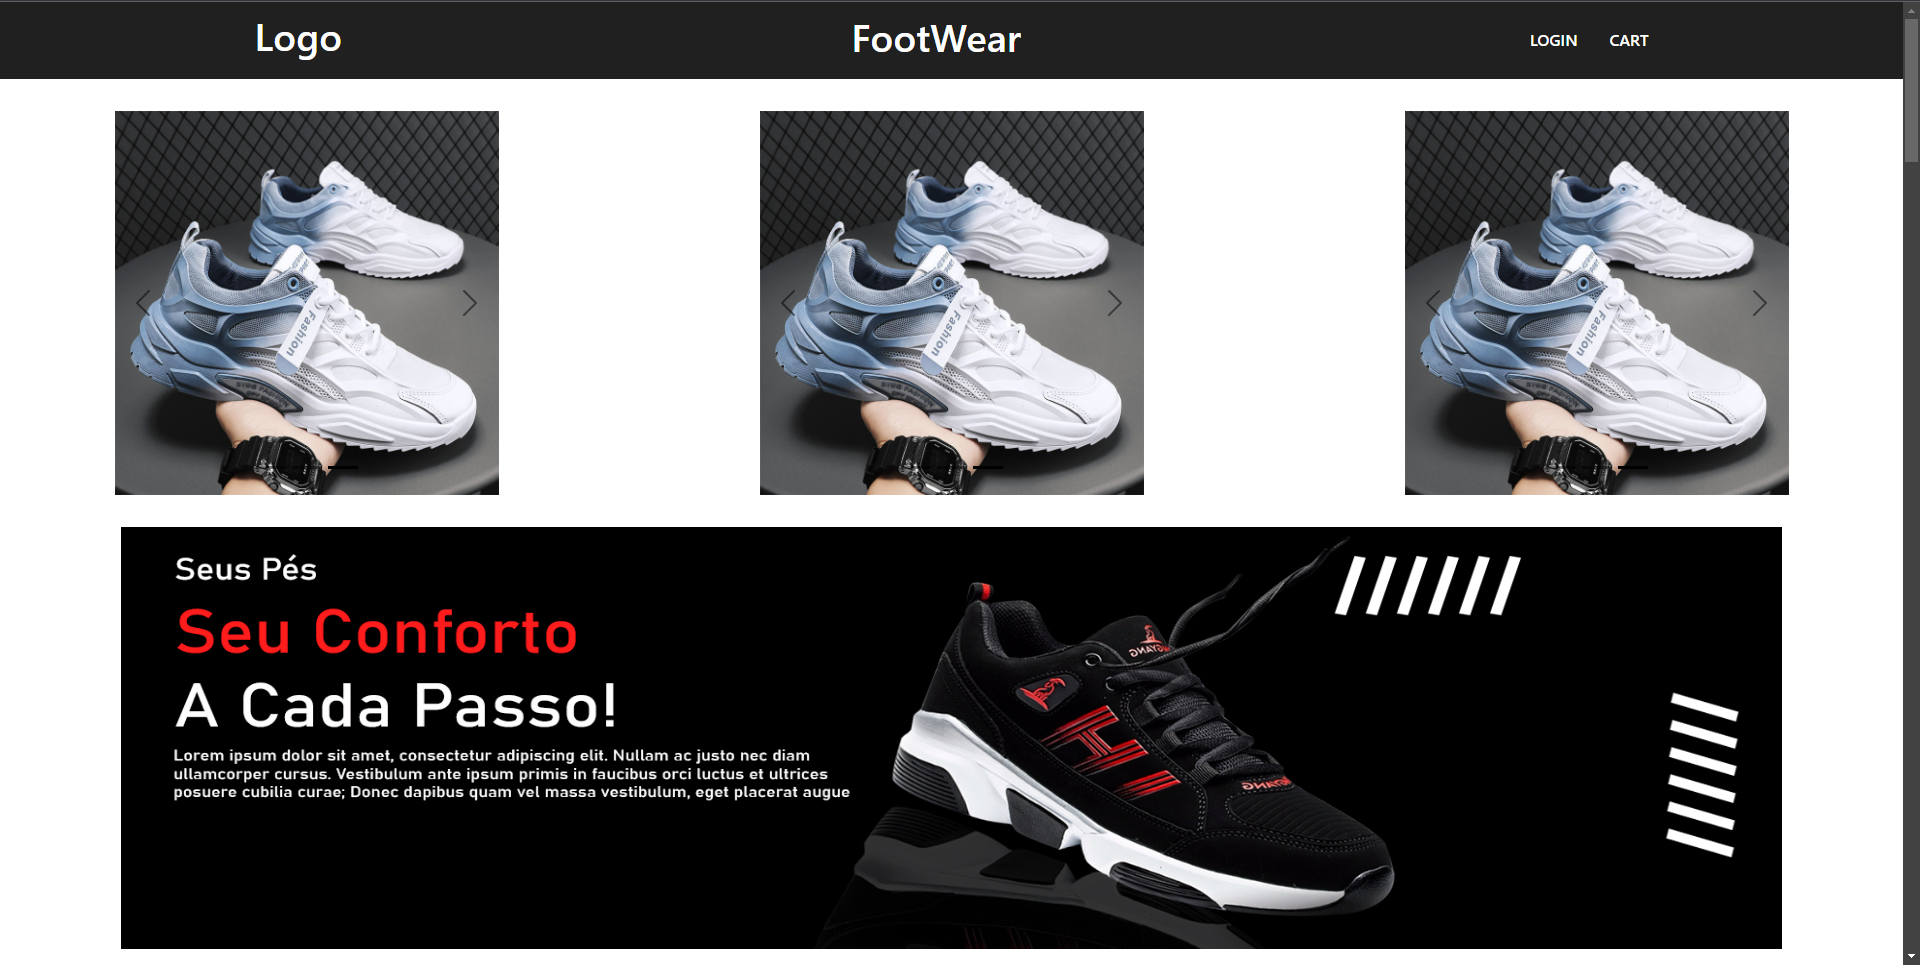 Logo
FootWear
LOGIN
CART
Fashion
Fashion
Fashion
Seus Pés
Seu Conforto
A Cada Passo!
Lorem ipsum dolor sit amet, consectetur adipiscing elit. Nullam ac justo nec diam
ullamcorper cursus. Vestibulum ante ipsum primis in faucibus orci luctus et ultrices
posuere cubilia curae; Donec dapibus quam vel massa vestibulum, eget placerat augue